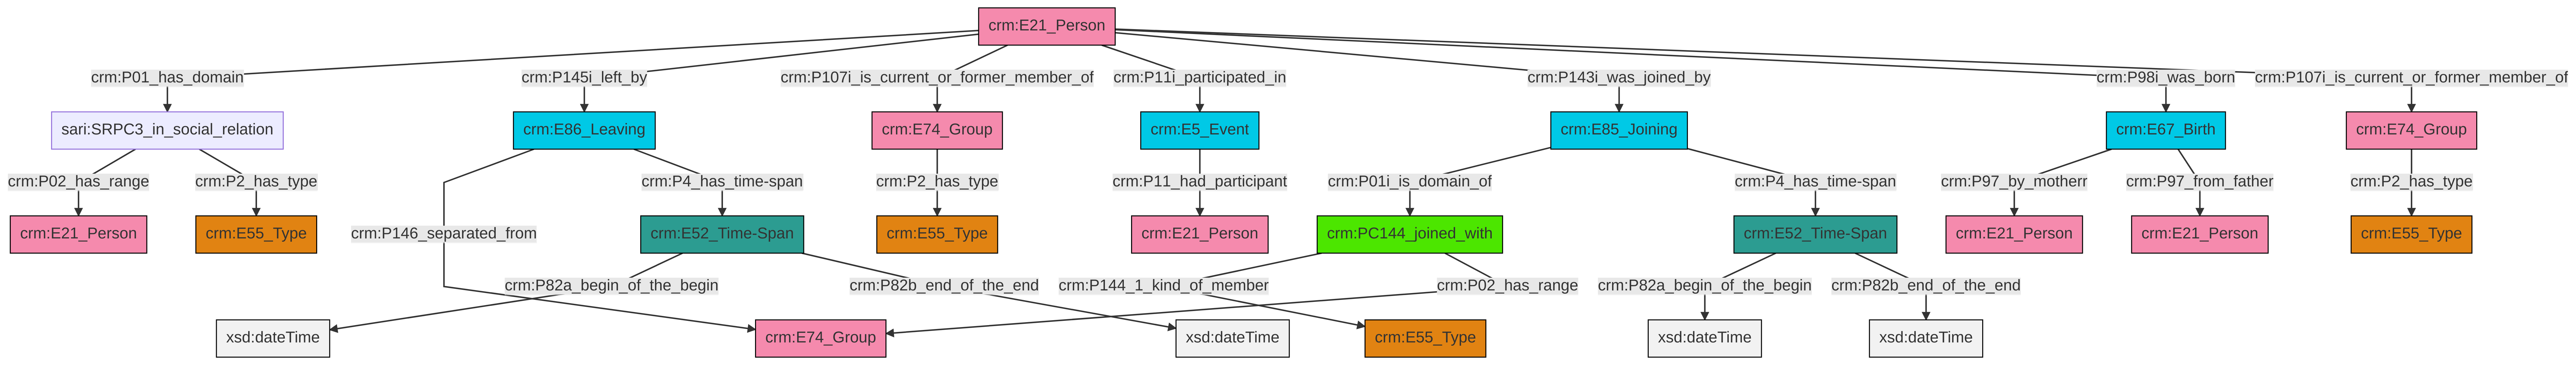 crm:E21_Person
crm:P01_has_domain
crm:P145i_left_by
crm:P107i_is_current_or_former_member_of
crm:P11i_participated_in
crm:P143i_was_joined_by
crm:P98i_was_born
crm:P107i_is_current_or_former_member_of
sari:SRPC3_in_social_relation
crm:E86_Leaving
crm:E74_Group
crm:E5_Event
crm:E85_Joining
crm:E67_Birth
crm:E74_Group
crm:P02_has_range
crm:P2_has_type
crm:P4_has_time-span
crm:P2_has_type
crm:P11_had_participant
crm:P01i_is_domain_of
crm:P4_has_time-span
crm:P97_by_motherr
crm:P97_from_father
crm:P2_has_type
crm:E21_Person
crm:E55_Type
crm:P146_separated_from
crm:E52_Time-Span
crm:E55_Type
crm:E21_Person
crm:PC144_joined_with
crm:E52_Time-Span
crm:E21_Person
crm:E21_Person
crm:E55_Type
crm:P82a_begin_of_the_begin
crm:P82b_end_of_the_end
crm:P144_1_kind_of_member
crm:P02_has_range
crm:P82a_begin_of_the_begin
crm:P82b_end_of_the_end
xsd:dateTime
crm:E74_Group
xsd:dateTime
crm:E55_Type
xsd:dateTime
xsd:dateTime